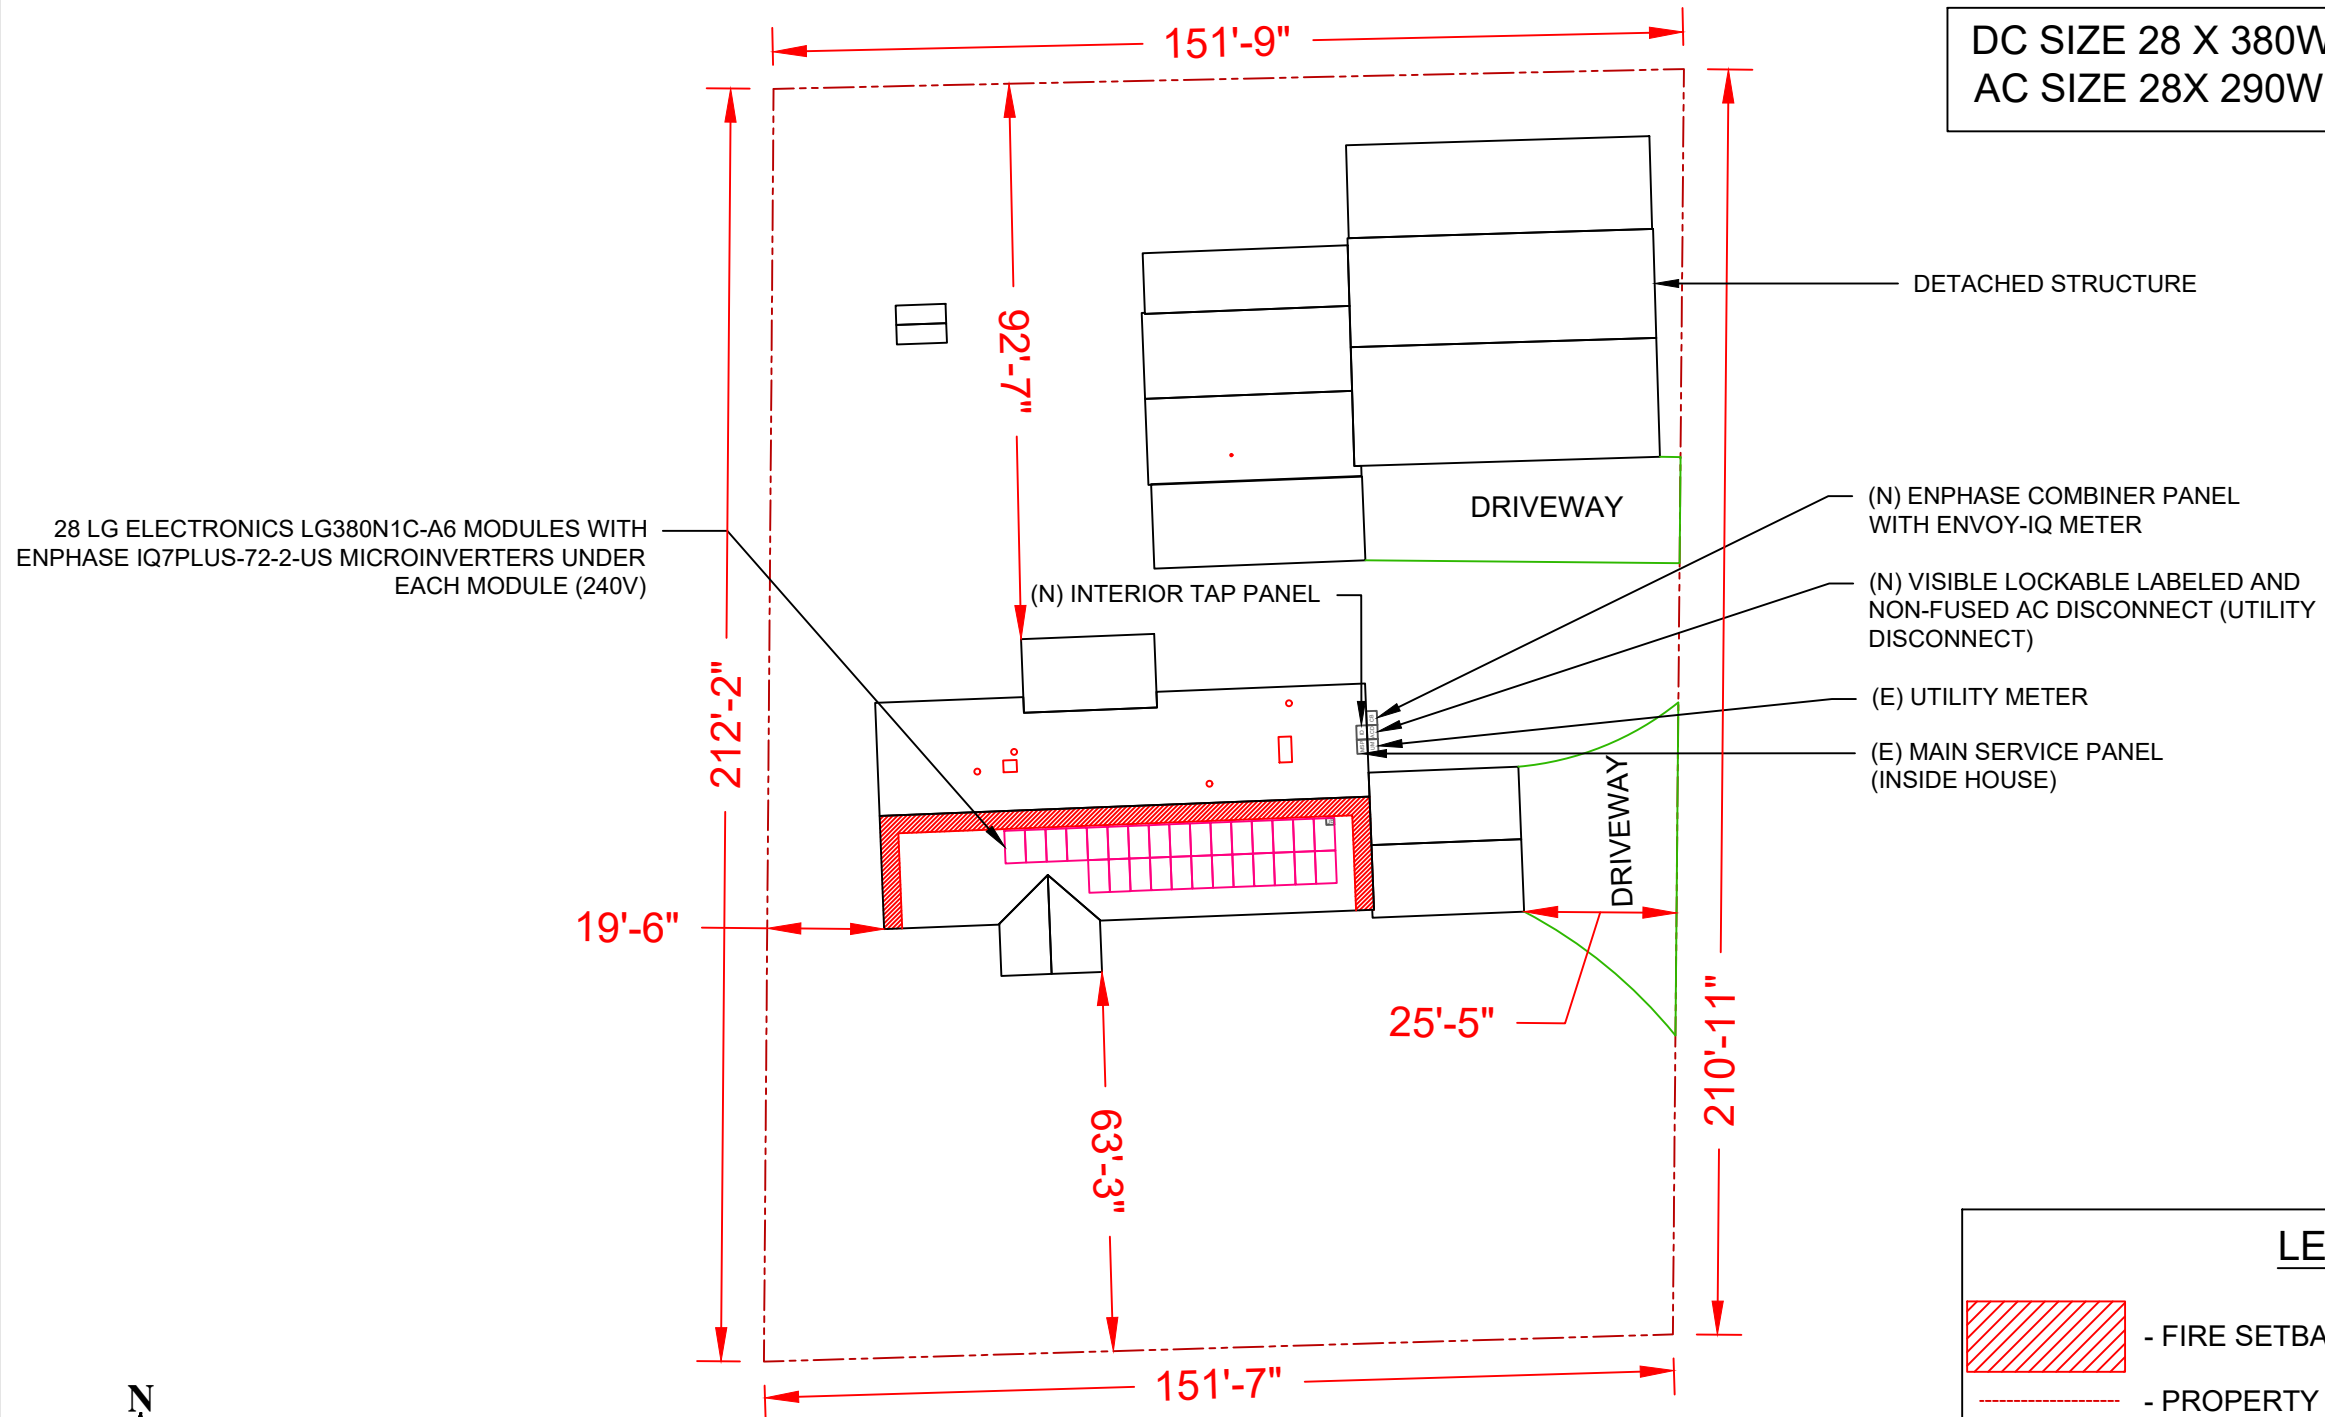 151'-9"
DC SIZE 28 X 380W
AC SIZE 28X 290W
92'-7"
DETACHED STRUCTURE
DRIVEWAY
(N) ENPHASE COMBINER PANEL
WITH ENVOY-IQ METER
28 LG ELECTRONICS LG380N1C-A6 MODULES WITH
ENPHASE IQ7PLUS-72-2-US MICROINVERTERS UNDER
EACH MODULE (240V)
(N) INTERIOR TAP PANEL
(N) VISIBLE LOCKABLE LABELED AND
NON-FUSED AC DISCONNECT (UTILITY
DISCONNECT)
(E) UTILITY METER
212'-2"
(E) MAIN SERVICE PANEL
(INSIDE HOUSE)
DRIVEWAY
19'-6"
25'-5"
210'-11"
63'-3"
LE
- FIRE SETBA
- PROPERTY
151'-7"
N